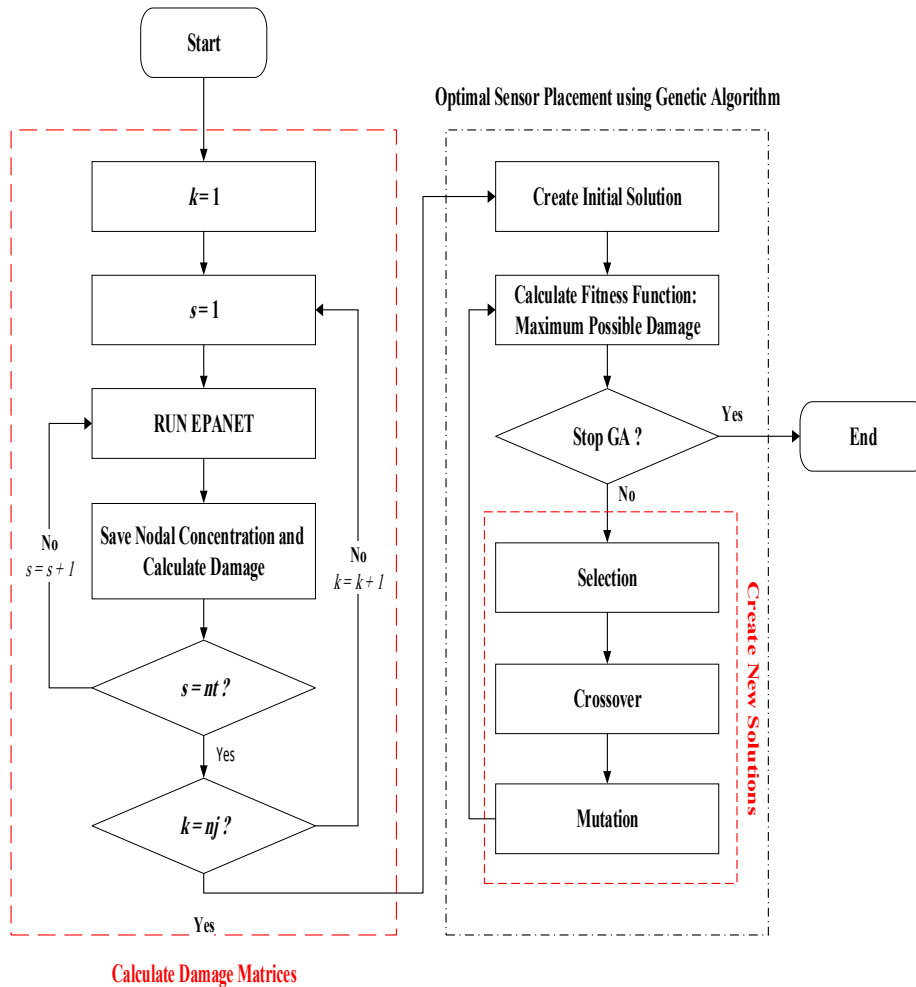 Start
k = 1
s = 1
RUN EPANET
Save Nodal Concentration and
Calculate Damage
No
s = s + 1
No
k = k + 1
s = nt ?
Yes
k = nj ?
Yes
Calculate Damage Matrices
Optimal Sensor Placement using Genetic Algorithm
Create Initial Solution
Calculate Fitness Function:
Maximum Possible Damage
Stop GA ?
Yes
End
No
Selection
Crossover
Mutation
Create New Solutions